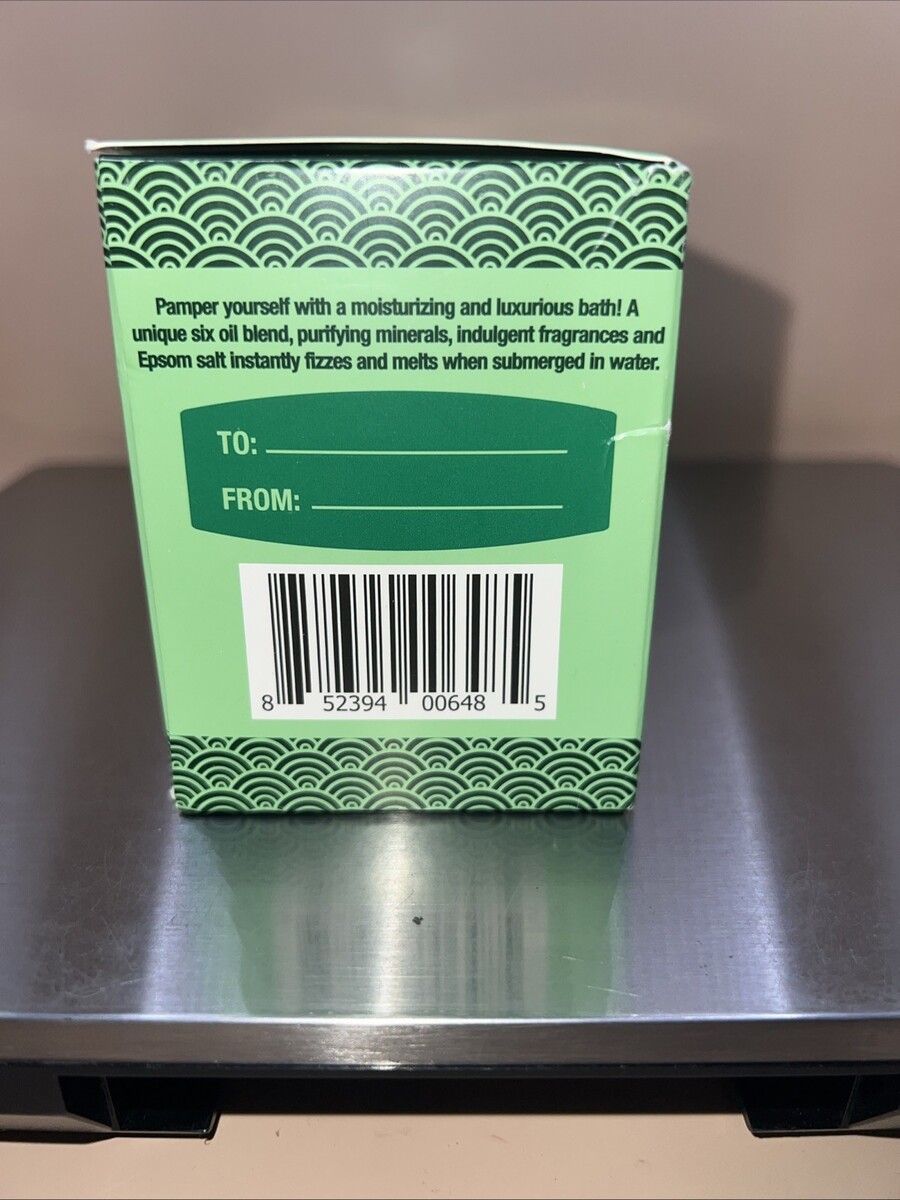 Pamper yourself with a moisturizing and luxurious bath! A
unique six oil blend, purifying minerals, indulgent fragrances and
Epsom salt instantly fizzes and melts when submerged in water.
TO:
FROM:
8 52394 00648 5